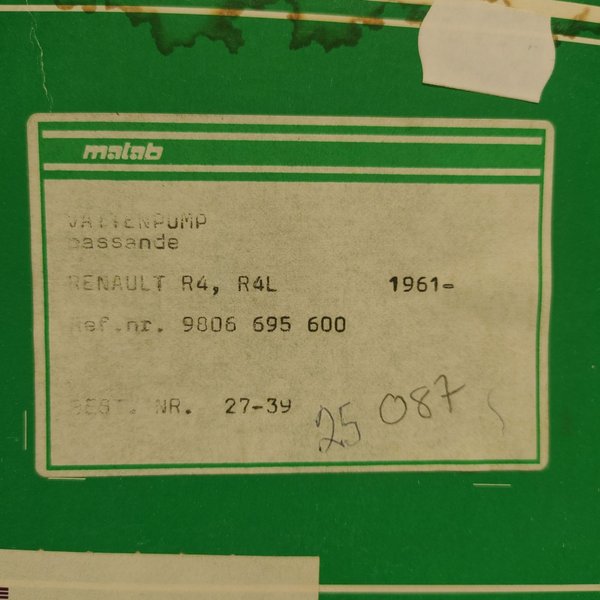 malab
VATTENPUMP
passande
RENAULT R4, R4L 1961-
Ref.nr. 9806 695 600
BEST. NR. 27-39
25 087